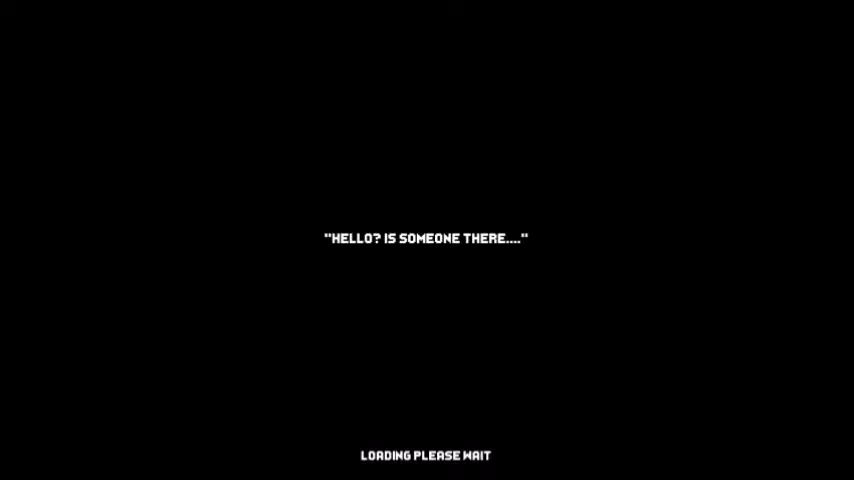 "HELLO? IS SOMEONE THERE...."
LOADING PLEASE WAIT